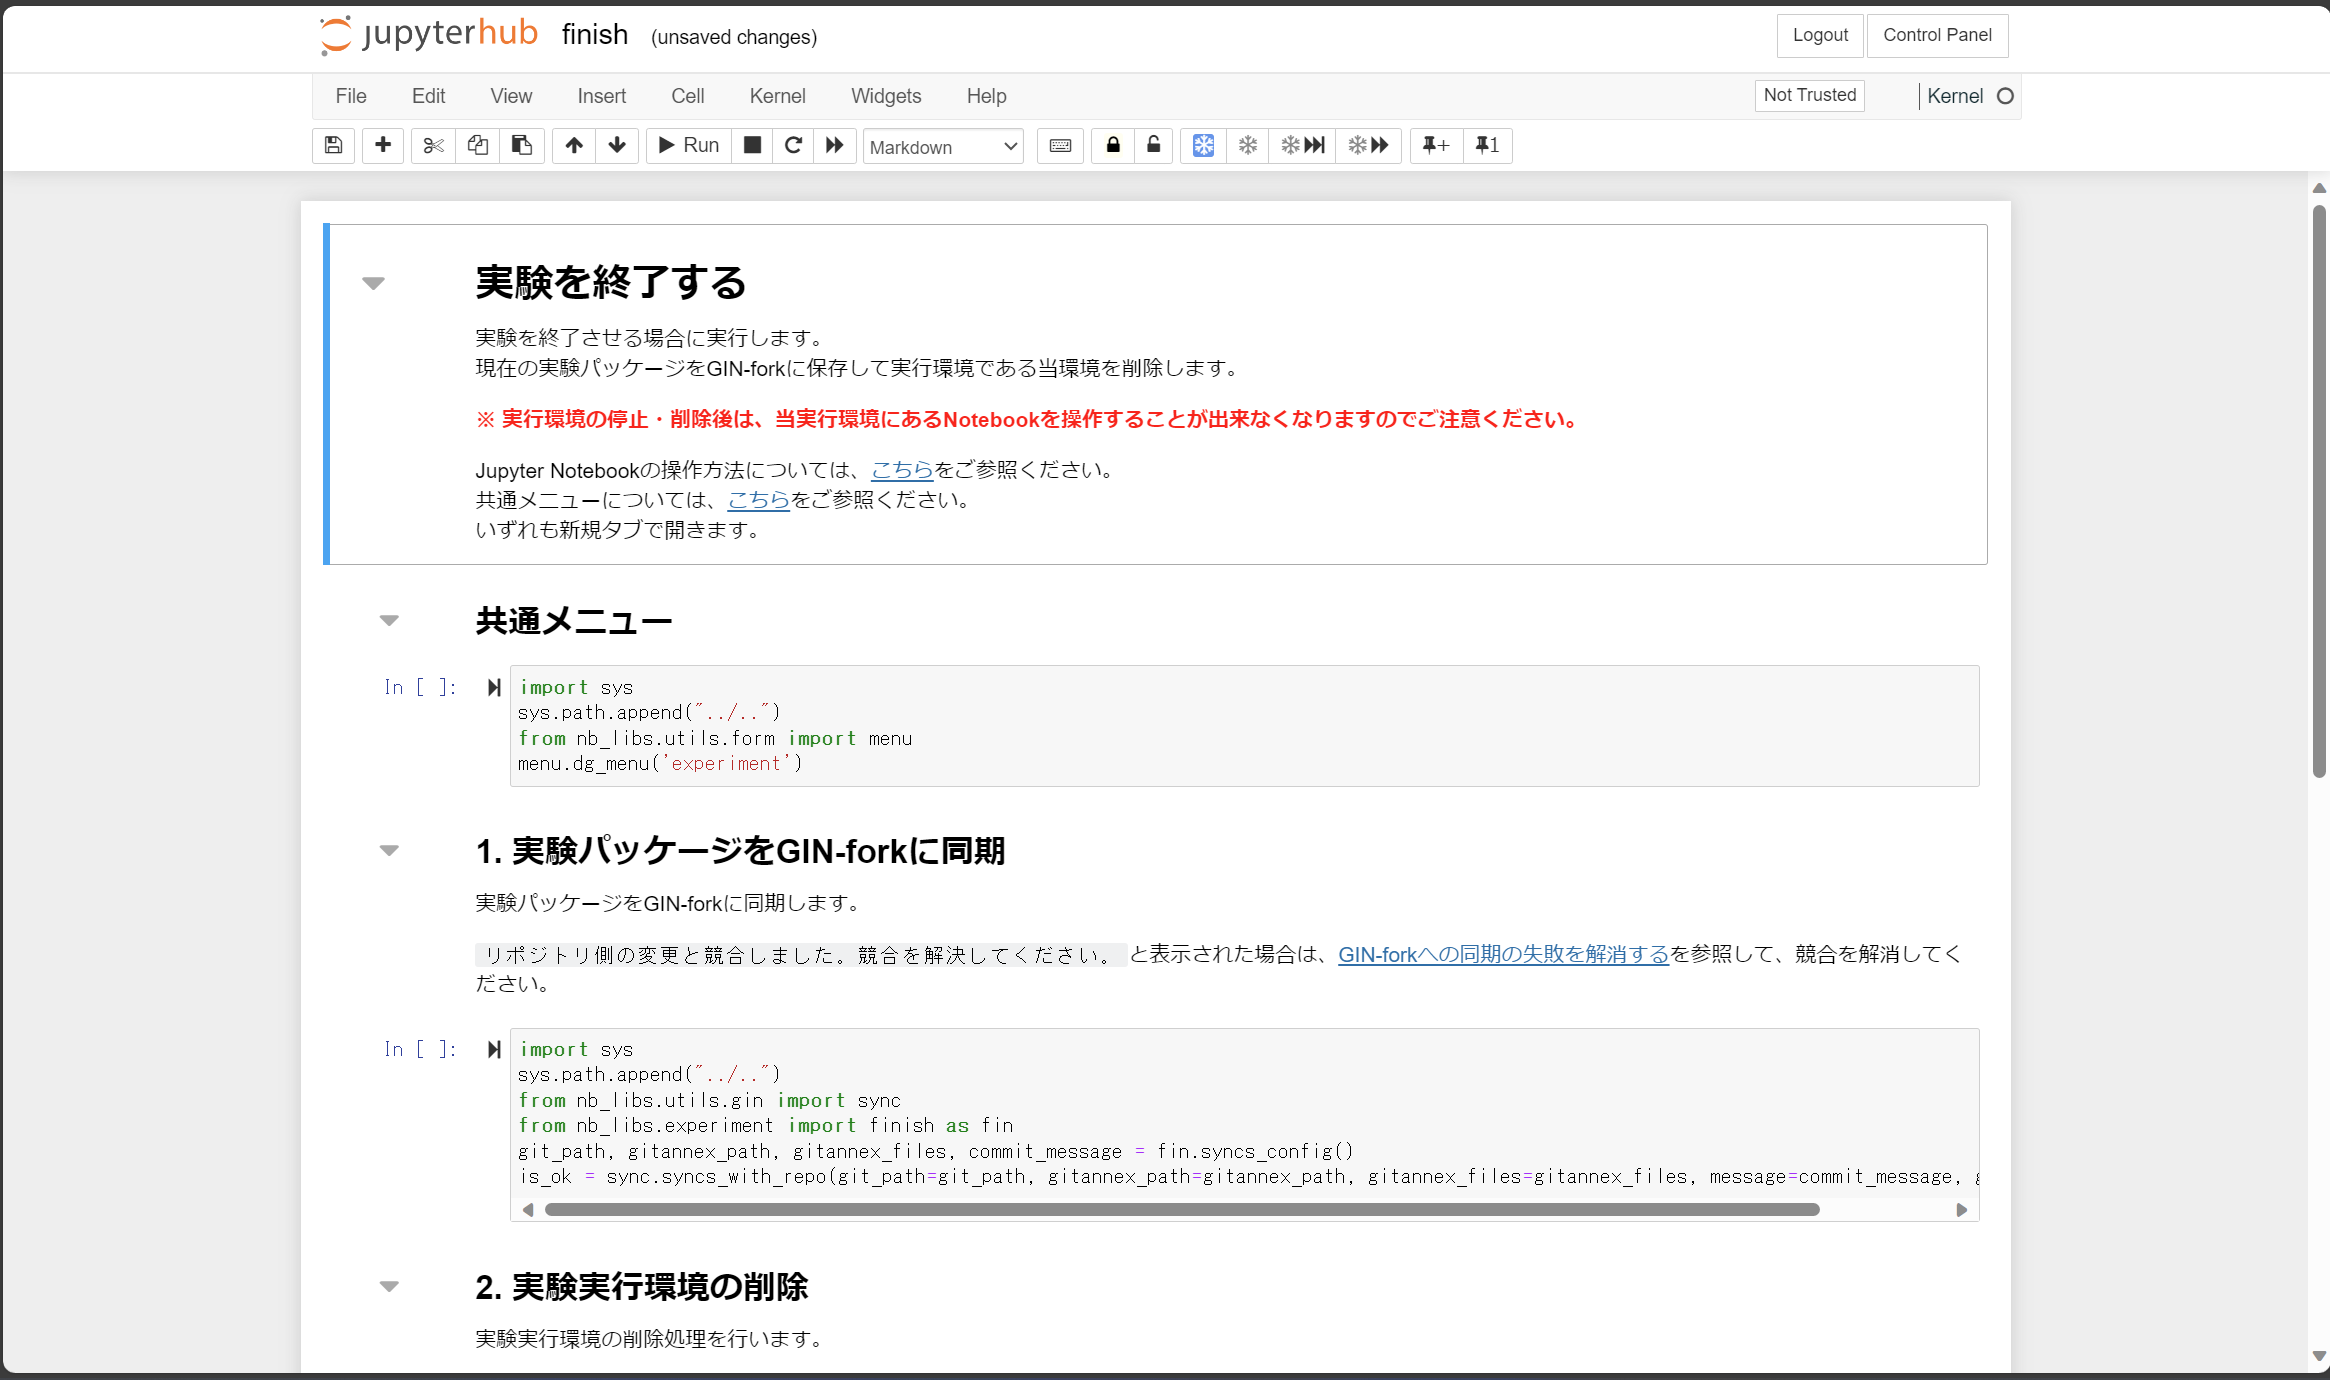 jupyterhub finish (unsaved changes) Logout Control Panel
File Edit View Insert Cell Kernel Widgets Help Not Trusted Kernel
Run Markdown + 1
実験を終了する
実験を終了させる場合に実行します。
現在の実験パッケージをGIN-forkに保存して実行環境である当環境を削除します。
※ 実行環境の停止・削除後は、当実行環境にあるNotebookを操作することが出来なくなりますのでご注意ください。
Jupyter Notebookの操作方法については、こちらをご参照ください。
共通メニューについては、こちらをご参照ください。
いずれも新規タブで開きます。
共通メニュー
In [ ]: import sys
sys.path.append("../..")
from nb_libs.utils.form import menu
menu.dg_menu('experiment')
1. 実験パッケージをGIN-forkに同期
実験パッケージをGIN-forkに同期します。
リポジトリ側の変更と競合しました。競合を解決してください。 と表示された場合は、GIN-forkへの同期の失敗を解消するを参照して、競合を解消してく
ださい。
In [ ]: import sys
sys.path.append("../..")
from nb_libs.utils.gin import sync
from nb_libs.experiment import finish as fin
git_path, gitannex_path, gitannex_files, commit_message = fin.syncs_config()
is_ok = sync.syncs_with_repo(git_path=git_path, gitannex_path=gitannex_path, gitannex_files=gitannex_files, message=commit_message,
2. 実験実行環境の削除
実験実行環境の削除処理を行います。